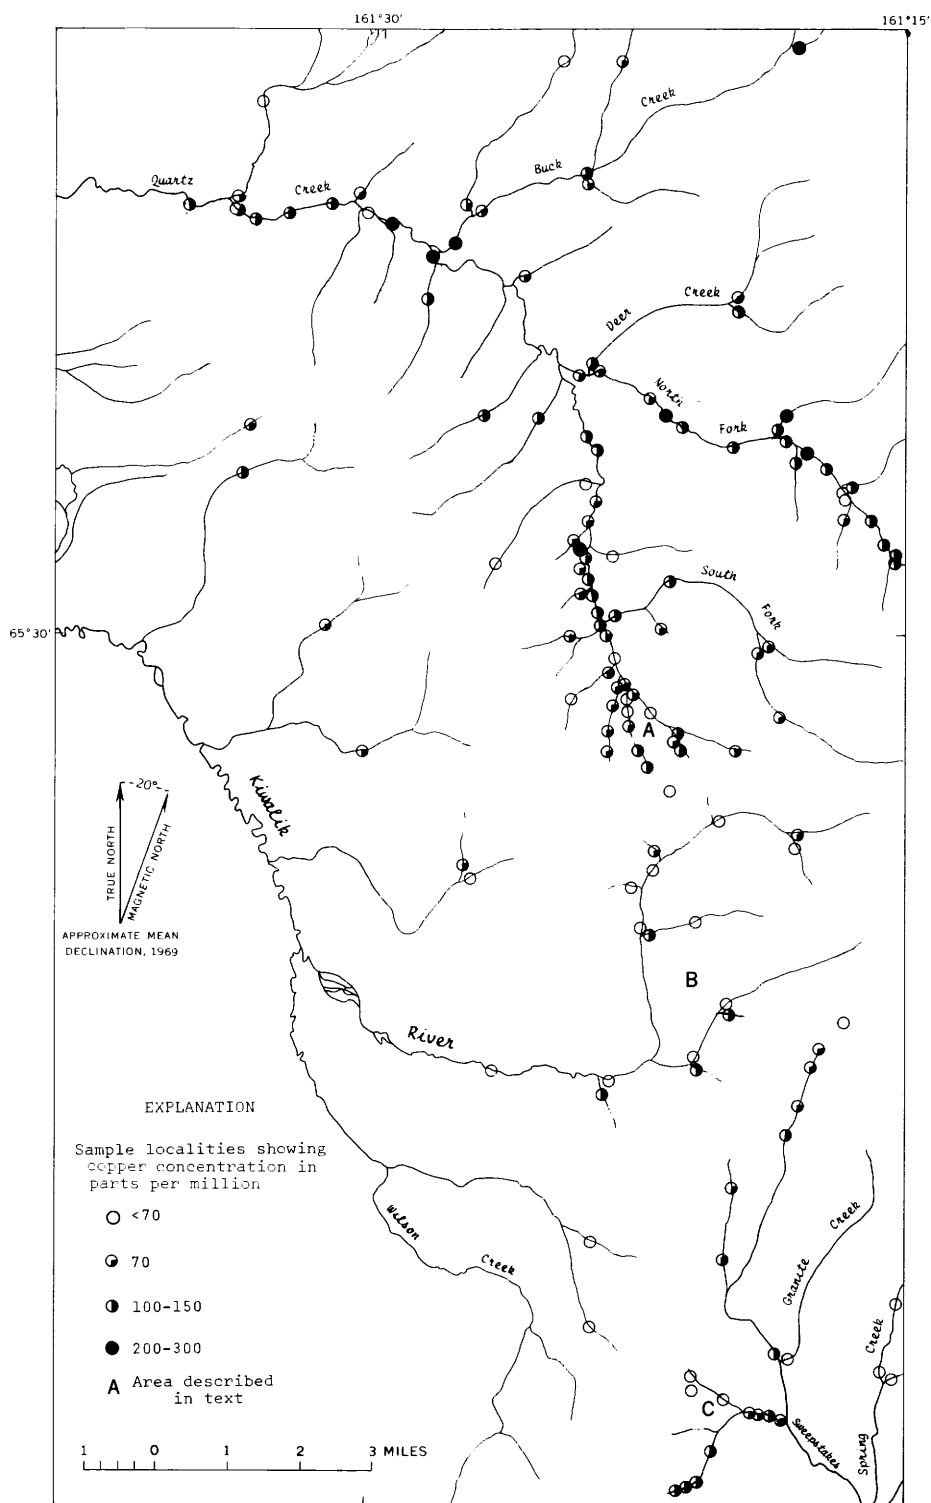 161°30'
161°15'
Creek
Buck
Quartz
Creek
Creek
Deer
North
Fork
South
Fork
65°30'
A
Kiwalik
20°
TRUE NORTH
MAGNETIC NORTH
APPROXIMATE MEAN
DECLINATION, 1969
B
River
EXPLANATION
Sample localities showing
copper concentration in
parts per million
<70
70
100-150
200-300
A Area described
in text
Wilson
Creek
Creek
Granite
Creek
C
Sweepstakes
Spring
1 0 1 2 3 MILES